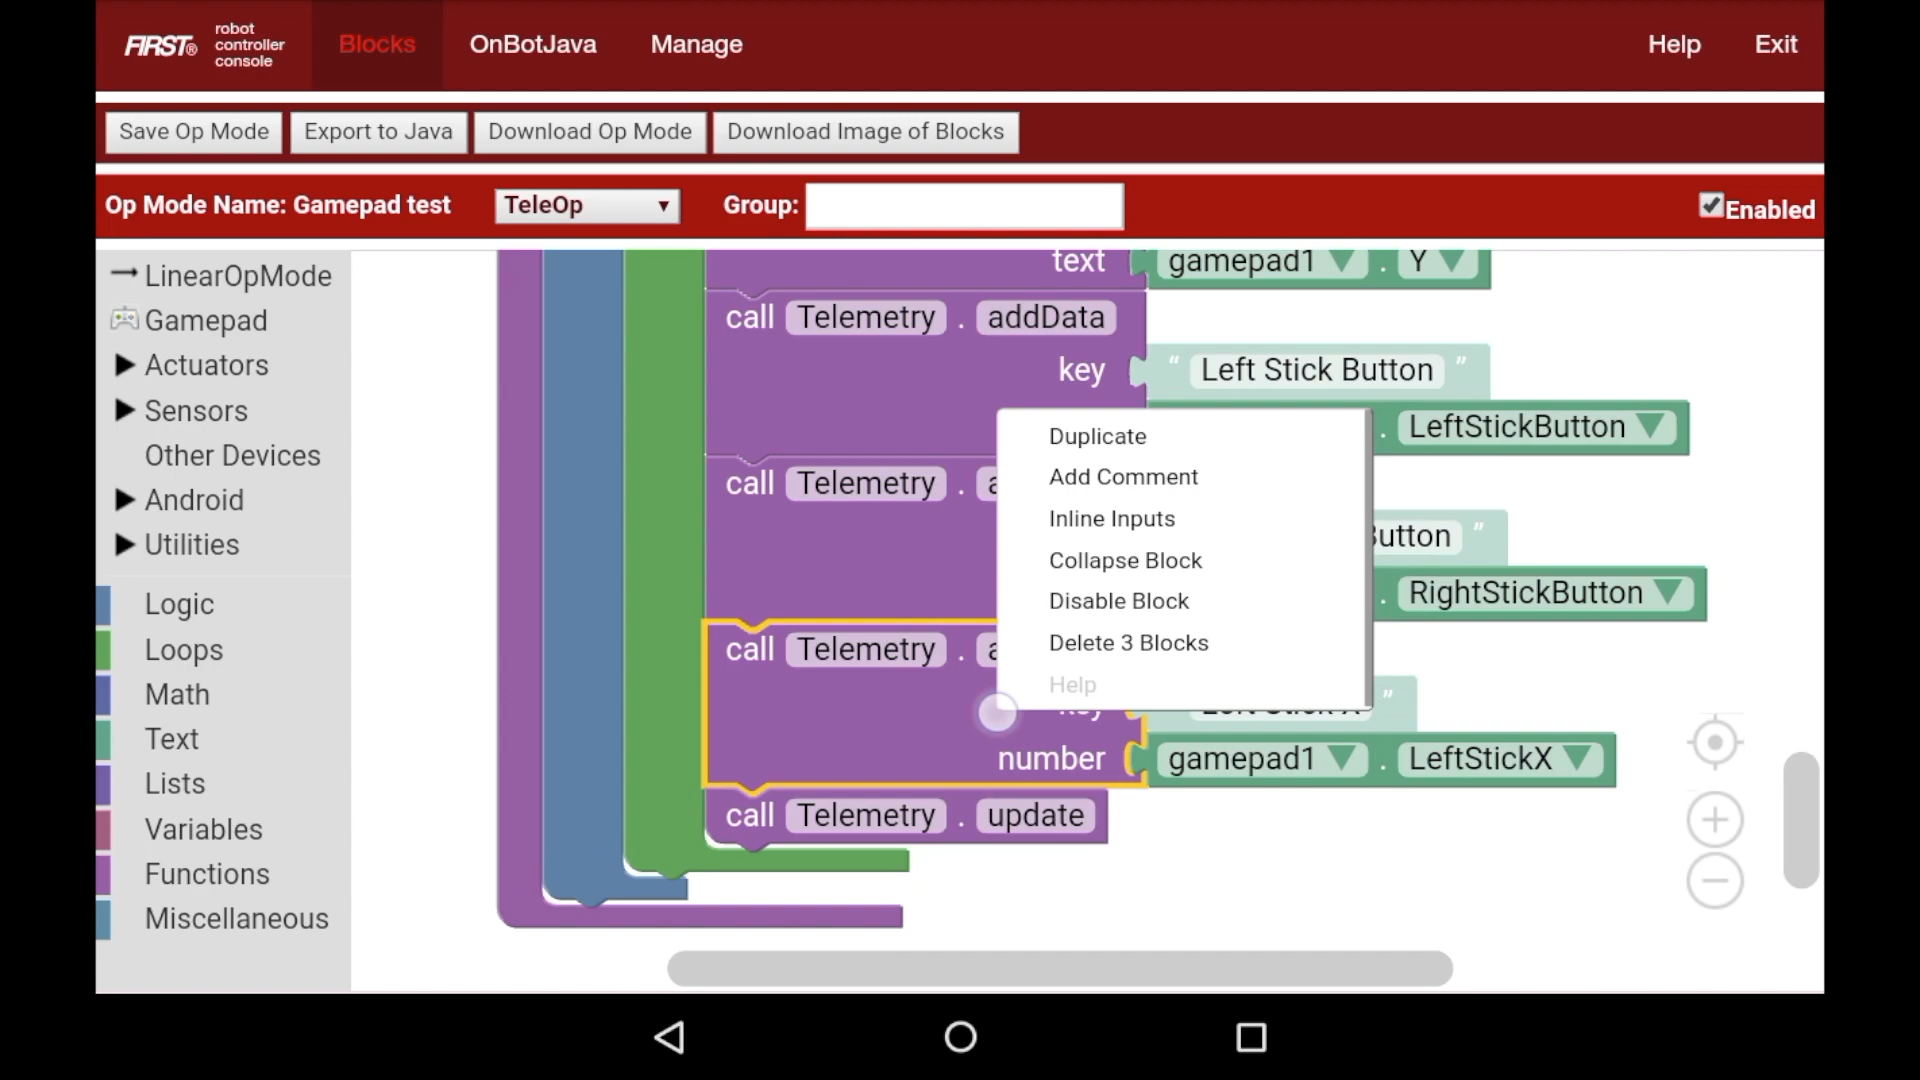 FIRST® robot controller console Blocks OnBotJava Manage Help Exit
Save Op Mode Export to Java Download Op Mode Download Image of Blocks
Op Mode Name: Gamepad test TeleOp Group: Enabled
LinearOpMode
Gamepad
Actuators
Sensors
Other Devices
Android
Utilities
Logic
Loops
Math
Text
Lists
Variables
Functions
Miscellaneous
text gamepad1 . Y
call Telemetry . addData
key “ Left Stick Button ”
. LeftStickButton
call Telemetry .
Button ”
. RightStickButton
call Telemetry .
key Left Stick X ”
number gamepad1 . LeftStickX
call Telemetry . update
Duplicate
Add Comment
Inline Inputs
Collapse Block
Disable Block
Delete 3 Blocks
Help